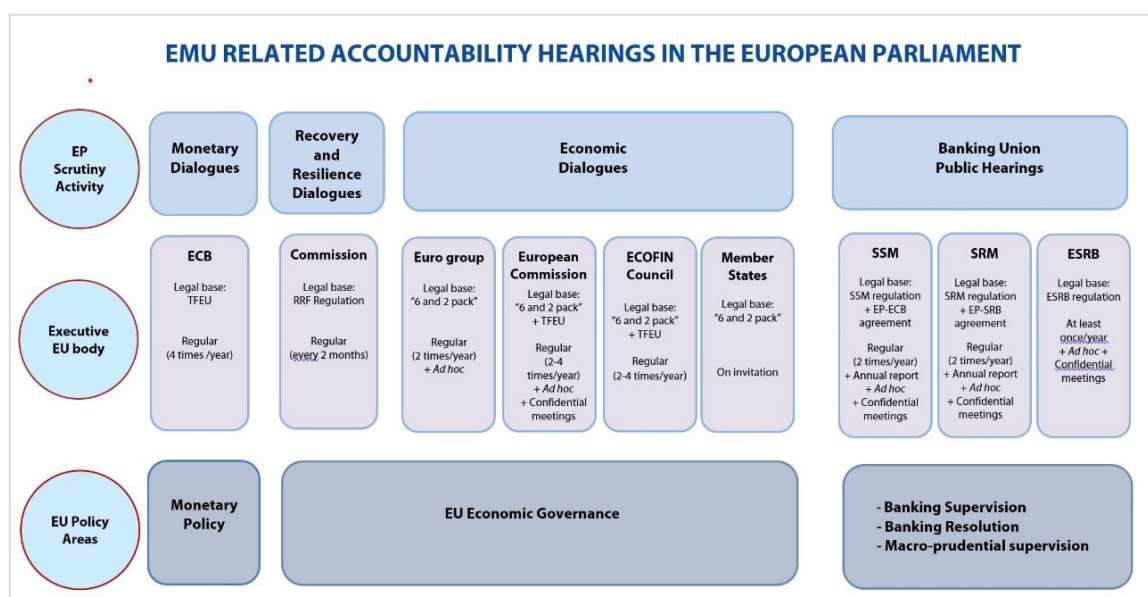 EMU RELATED ACCOUNTABILITY HEARINGS IN THE EUROPEAN PARLIAMENT
EP
Scrutiny
Activity
Monetary
Dialogues
Recovery
and
Resilience
Dialogues
Economic
Dialogues
Banking Union
Public Hearings
Executive
EU body
ECB
Legal base:
TFEU
Regular
(4 times /year)
Commission
Legal base:
RRF Regulation
Regular
(every 2 months)
Euro group
Legal base:
"6 and 2 pack"
Regular
(2 times/year)
+ Ad hoc
European
Commission
Legal base:
"6 and 2 pack"
+ TFEU
Regular
(2-4
times/year)
+ Ad hoc
+ Confidential
meetings
ECOFIN
Council
Legal base:
"6 and 2 pack"
+ TFEU
Regular
(2-4 times/year)
Member
States
Legal base:
"6 and 2 pack"
On invitation
SSM
Legal base:
SSM regulation
+ EP-ECB
agreement
Regular
(2 times/year)
+ Annual report
+ Ad hoc
+ Confidential
meetings
SRM
Legal base:
SRM regulation
+ EP-SRB
agreement
Regular
(2 times/year)
+ Annual report
+ Ad hoc
+ Confidential
meetings
ESRB
Legal base:
ESRB regulation
At least
once/year
+ Ad hoc +
Confidential
meetings
EU Policy
Areas
Monetary
Policy
EU Economic Governance
- Banking Supervision
- Banking Resolution
- Macro-prudential supervision